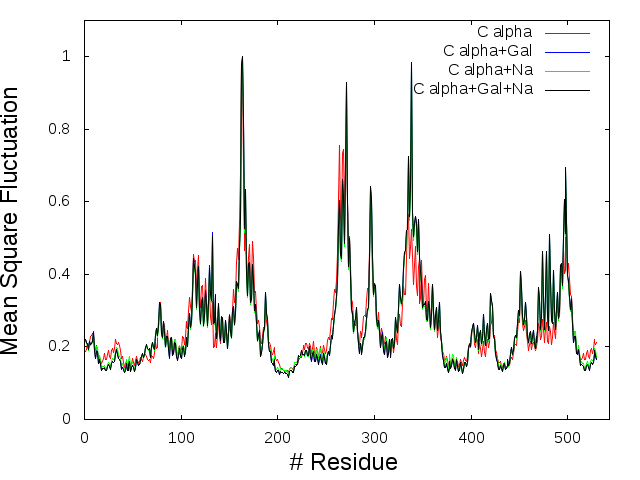 Mean Square Fluctuation
1
0.8
0.6
0.4
0.2
0
C alpha
C alpha+Gal
C alpha+Na
C alpha+Gal+Na
0 100 200 300 400 500
# Residue